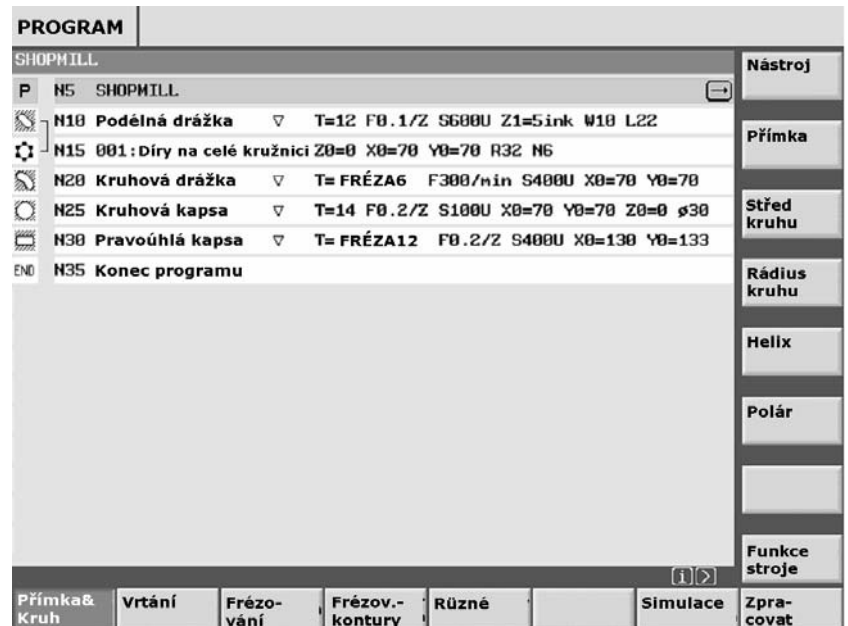 PROGRAM
SHOPMILL
P N5 SHOPMILL
N10 Podélná drážka ▽ T=12 F0.1/Z S600U Z1=5ink W10 L22
N15 001:Díry na celé kružnici Z0=0 X0=70 Y0=70 R32 N6
N20 Kruhová drážka ▽ T= FRÉZA6 F300/min S400U X0=70 Y0=70
N25 Kruhová kapsa ▽ T=14 F0.2/Z S100U X0=70 Y0=70 Z0=0 ø30
N30 Pravoúhlá kapsa ▽ T= FRÉZA12 F0.2/Z S400U X0=130 Y0=133
END N35 Konec programu
Nástroj
Přímka
Střed
kruhu
Rádius
kruhu
Helix
Polár
Funkce
stroje
Přímka&
Kruh
Vrtání
Frézo-
vání
Frézov.-
kontury
Rüzné
Simulace
Zpra-
covat